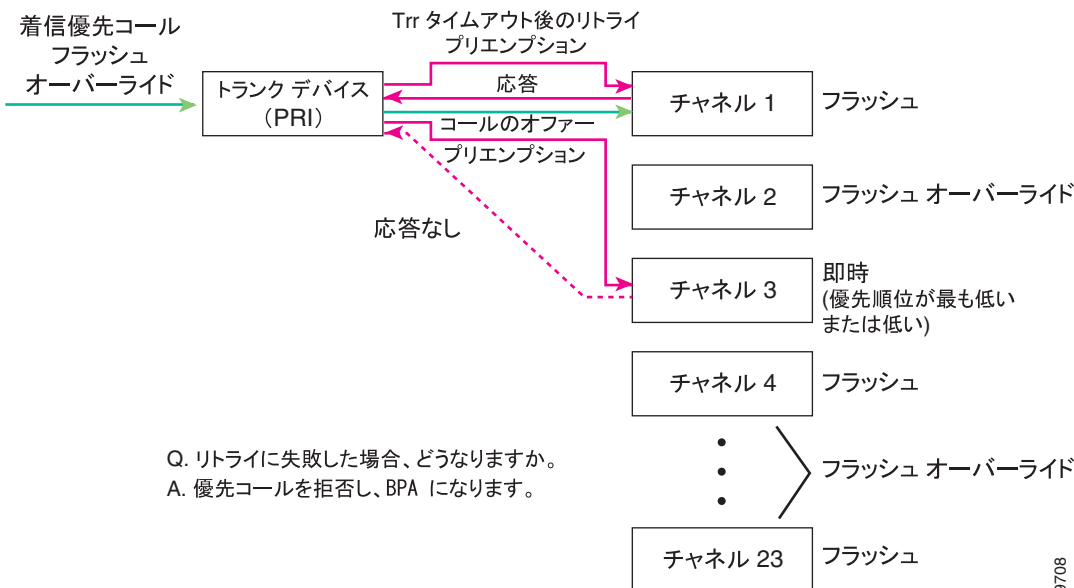 着信優先コール
フラッシュ
オーバーライド
トランク デバイス
（PRI）
Trr タイムアウト後のリトライ
プリエンプション
応答
コールのオファー
プリエンプション
応答なし
チャネル 1
フラッシュ
チャネル 2
フラッシュ オーバーライド
チャネル 3
即時
(優先順位が最も低い
または低い)
チャネル 4
フラッシュ
フラッシュ オーバーライド
チャネル 23
フラッシュ
Q. リトライに失敗した場合、どうなりますか。
A. 優先コールを拒否し、BPA になります。
9708